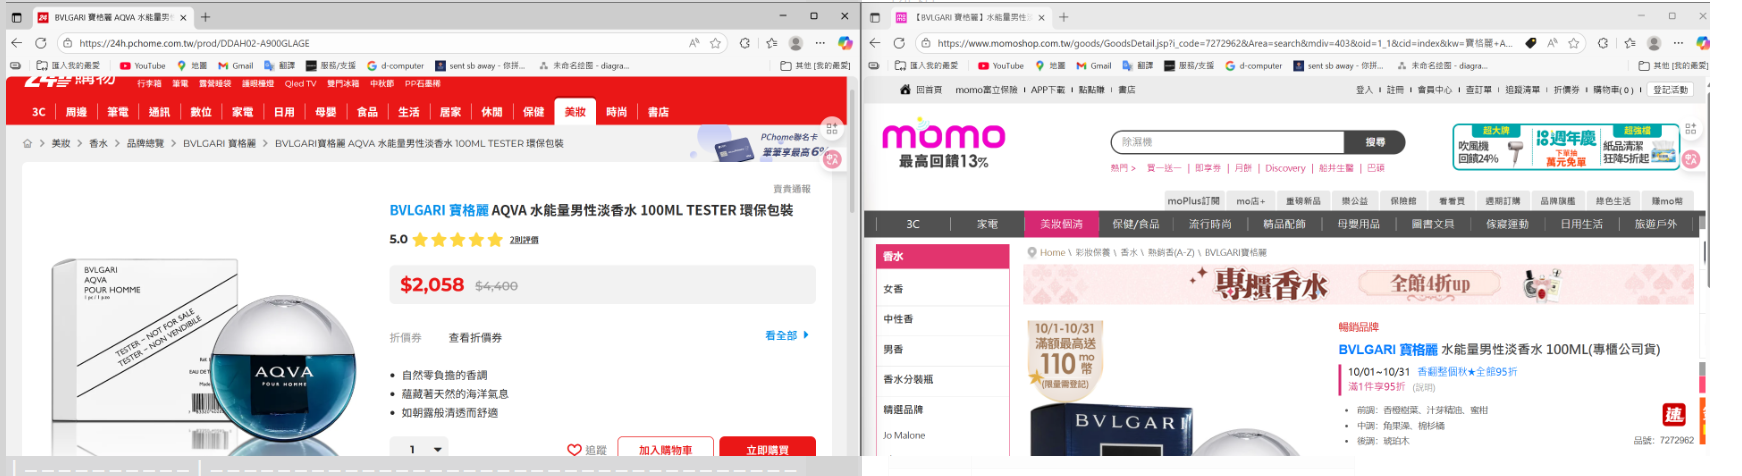 BVLGARI 寶格麗 AQVA 水能量男
https://24h.pchome.com.tw/prod/DDAH02-A900GLAGE
匯入我的最愛 YouTube 地圖 Gmail 翻譯 服務/支援 d-computer sent sb away - 你拼... 未命名绘图 - diagra... 其他 [我的最愛]
24 購物 行李箱 筆電 露營睡袋 護眼檯燈 Qled TV 雙門冰箱 中秋節 PP石墨稀
3C 周邊 筆電 通訊 數位 家電 日用 母嬰 食品 生活 居家 休閒 保健 美妝 時尚 書店
美妝 > 香水 > 品牌總覽 > BVLGARI 寶格麗 > BVLGARI寶格麗 AQVA 水能量男性淡香水 100ML TESTER 環保包裝
PChome聯名卡
筆筆享最高6%
賣貴通報
BVLGARI 寶格麗 AQVA 水能量男性淡香水 100ML TESTER 環保包裝
5.0 2則評價
$2,058 $4,400
折價券 查看折價券 看全部
• 自然零負擔的香調
• 蘊藏著天然的海洋氣息
• 如朝露般清透而舒適
1 追蹤 加入購物車 立即購買
BVLGARI
AQVA
POUR HOMME
TESTER – NOT FOR SALE
TESTER – NON VENDIBILE
AQVA
POUR HOMME
【BVLGARI 寶格麗】水能量男性
https://www.momoshop.com.tw/goods/GoodsDetail.jsp?i_code=7272962&Area=search&mdiv=403&oid=1_1&cid=index&kw=寶格麗+A...
匯入我的最愛 YouTube 地圖 Gmail 翻譯 服務/支援 d-computer sent sb away - 你拼... 未命名绘图 - diagra... 其他 [我的最愛]
回首頁 momo富立保險 APP下載 點點賺 書店 登入 註冊 會員中心 查訂單 追蹤清單 折價券 購物車( 0 ) 登記活動
momo
最高回饋13%
除濕機 搜尋
熱門 > 買一送一 | 即享券 | 月餅 | Discovery | 船井生醫 | 巴頭
超大牌
吹風機
回饋24%
週年慶
下單抽
萬元免單
超強檔
紙品清潔
狂降5折起
moPlus訂閱 mo店+ 重磅新品 樂公益 保險館 看看買 週期訂購 品牌旗艦 綠色生活 賺mo幣
3C 家電 美妝個清 保健/食品 流行時尚 精品配飾 母嬰用品 圖書文具 傢寢運動 日用生活 旅遊戶外
香水
女香
中性香
男香
香水分裝瓶
精選品牌
Jo Malone
Home \ 彩妝保養 \ 香水 \ 熱銷香(A-Z) \ BVLGARI寶格麗
專櫃香水 全館4折up
10/1-10/31
滿額最高送
110 mo幣
(限量需登記)
BVLGARI
暢銷品牌
BVLGARI 寶格麗 水能量男性淡香水 100ML(專櫃公司貨)
10/01~10/31 香翻整個秋★全館95折
滿1件享95折 (說明)
• 前調: 香橙樹葉、汁芽精油、蜜柑
• 中調: 角果藻、棉杉橘
• 後調: 琥珀木
速
品號: 7272962